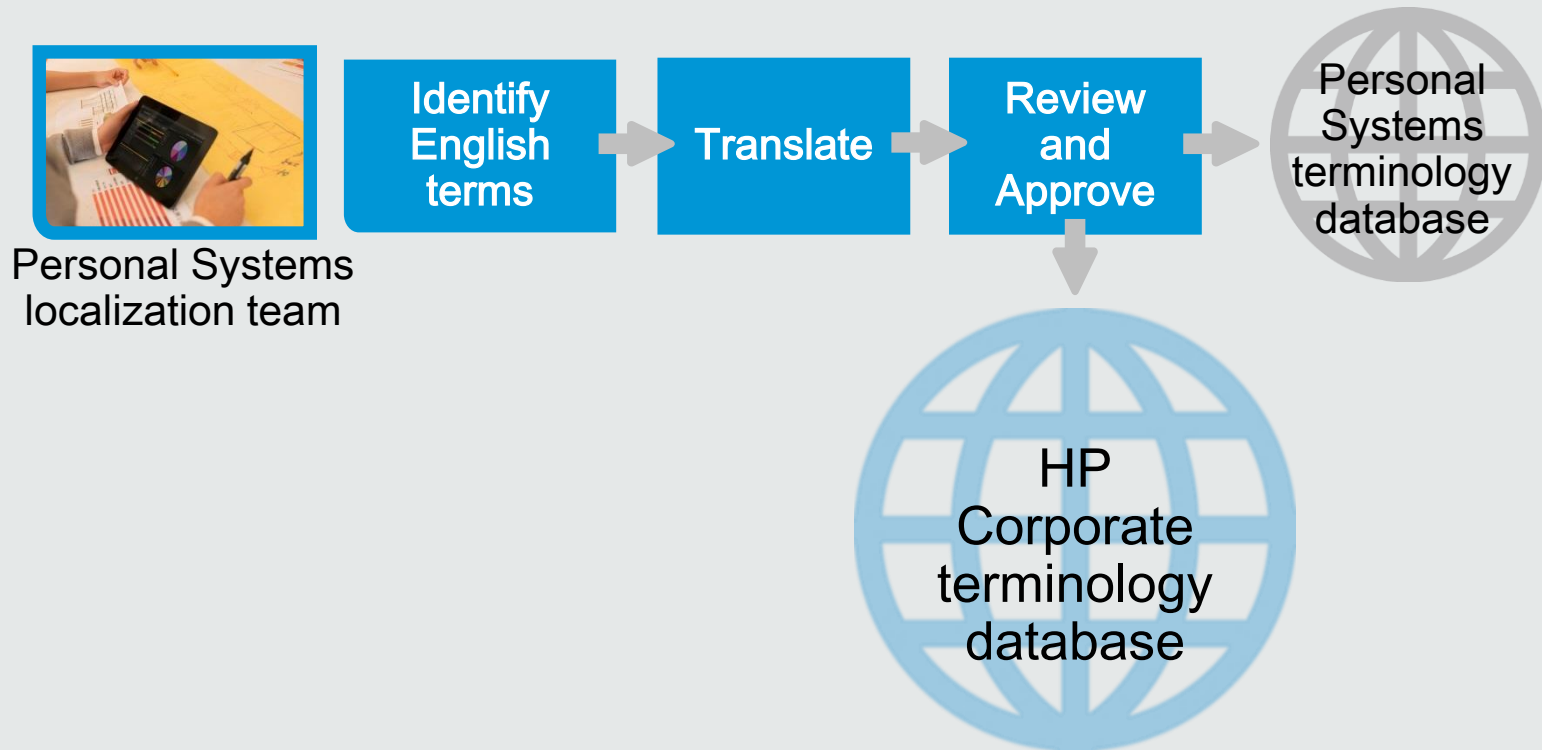 Personal Systems
localization team
Identify
English
terms
Translate
Review
and
Approve
Personal
Systems
terminology
database
HP
Corporate
terminology
database